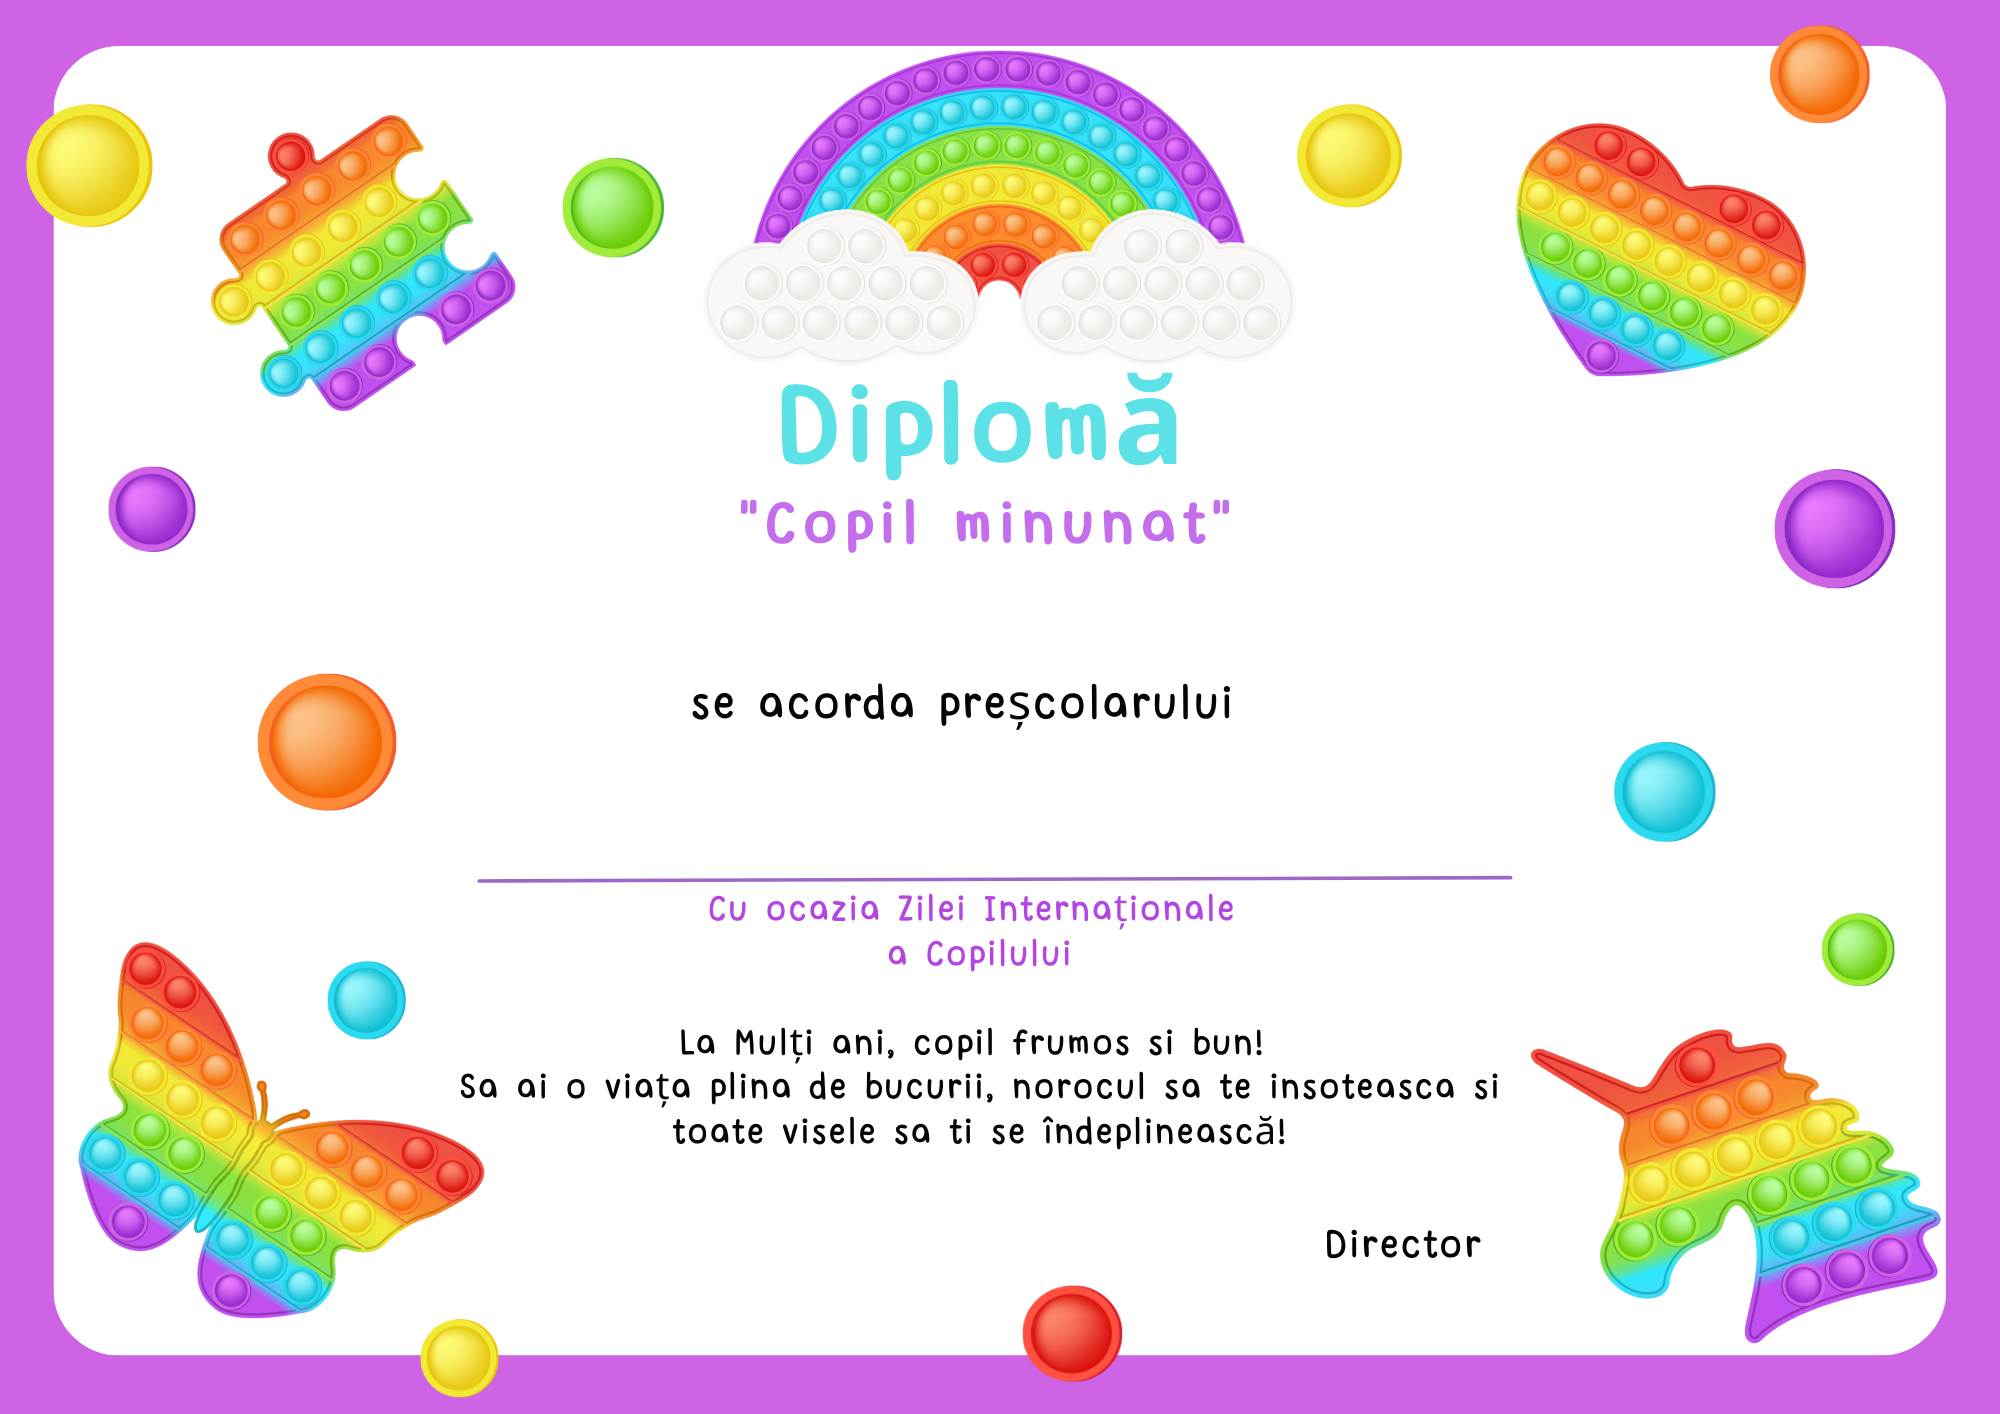 Diplomă
"Copil minunat"
se acorda preșcolarului
Cu ocazia Zilei Internaționale
a Copilului
La Mulți ani, copil frumos si bun!
Sa ai o viața plina de bucurii, norocul sa te insoteasca si
toate visele sa ti se îndeplinească!
Director